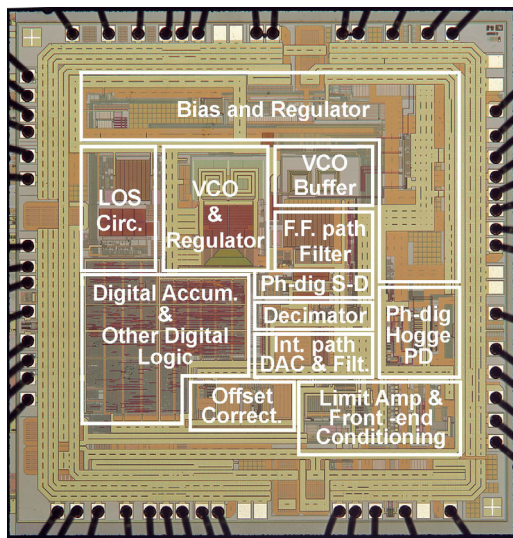 Bias and Regulator
LOS
Circ.
VCO
&
Regulator
VCO
Buffer
F.F. path
Filter
Ph-dig S-D
Digital Accum.
&
Other Digital
Logic
Decimator
Int. path
DAC & Filt.
Ph-dig
Hogge
PD
Offset
Correct.
Limit Amp &
Front -end
Conditioning